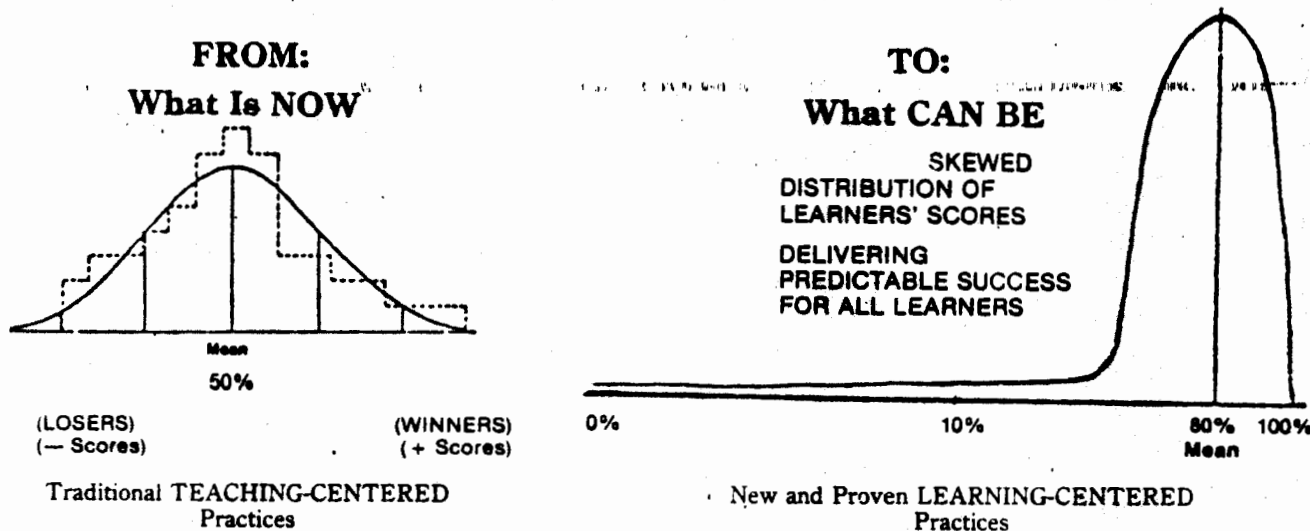 FROM:
What Is NOW
Mean
50%
(LOSERS)
(— Scores)
(WINNERS)
(+ Scores)
Traditional TEACHING-CENTERED
Practices
TO:
What CAN BE
SKEWED
DISTRIBUTION OF
LEARNERS' SCORES
DELIVERING
PREDICTABLE SUCCESS
FOR ALL LEARNERS
0%
10%
80%
100%
Mean
New and Proven LEARNING-CENTERED
Practices